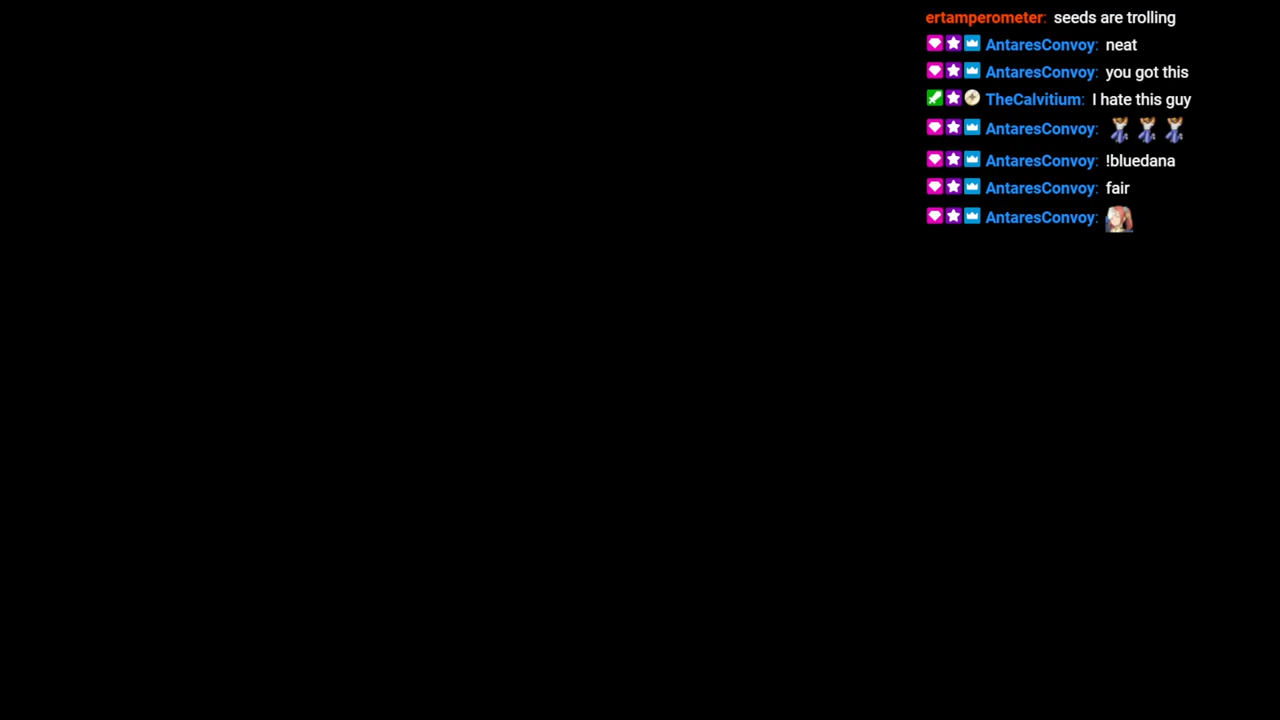 ertamperometer: seeds are trolling
AntaresConvoy: neat
AntaresConvoy: you got this
TheCalvitium: I hate this guy
AntaresConvoy:
AntaresConvoy: !bluedana
AntaresConvoy: fair
AntaresConvoy: